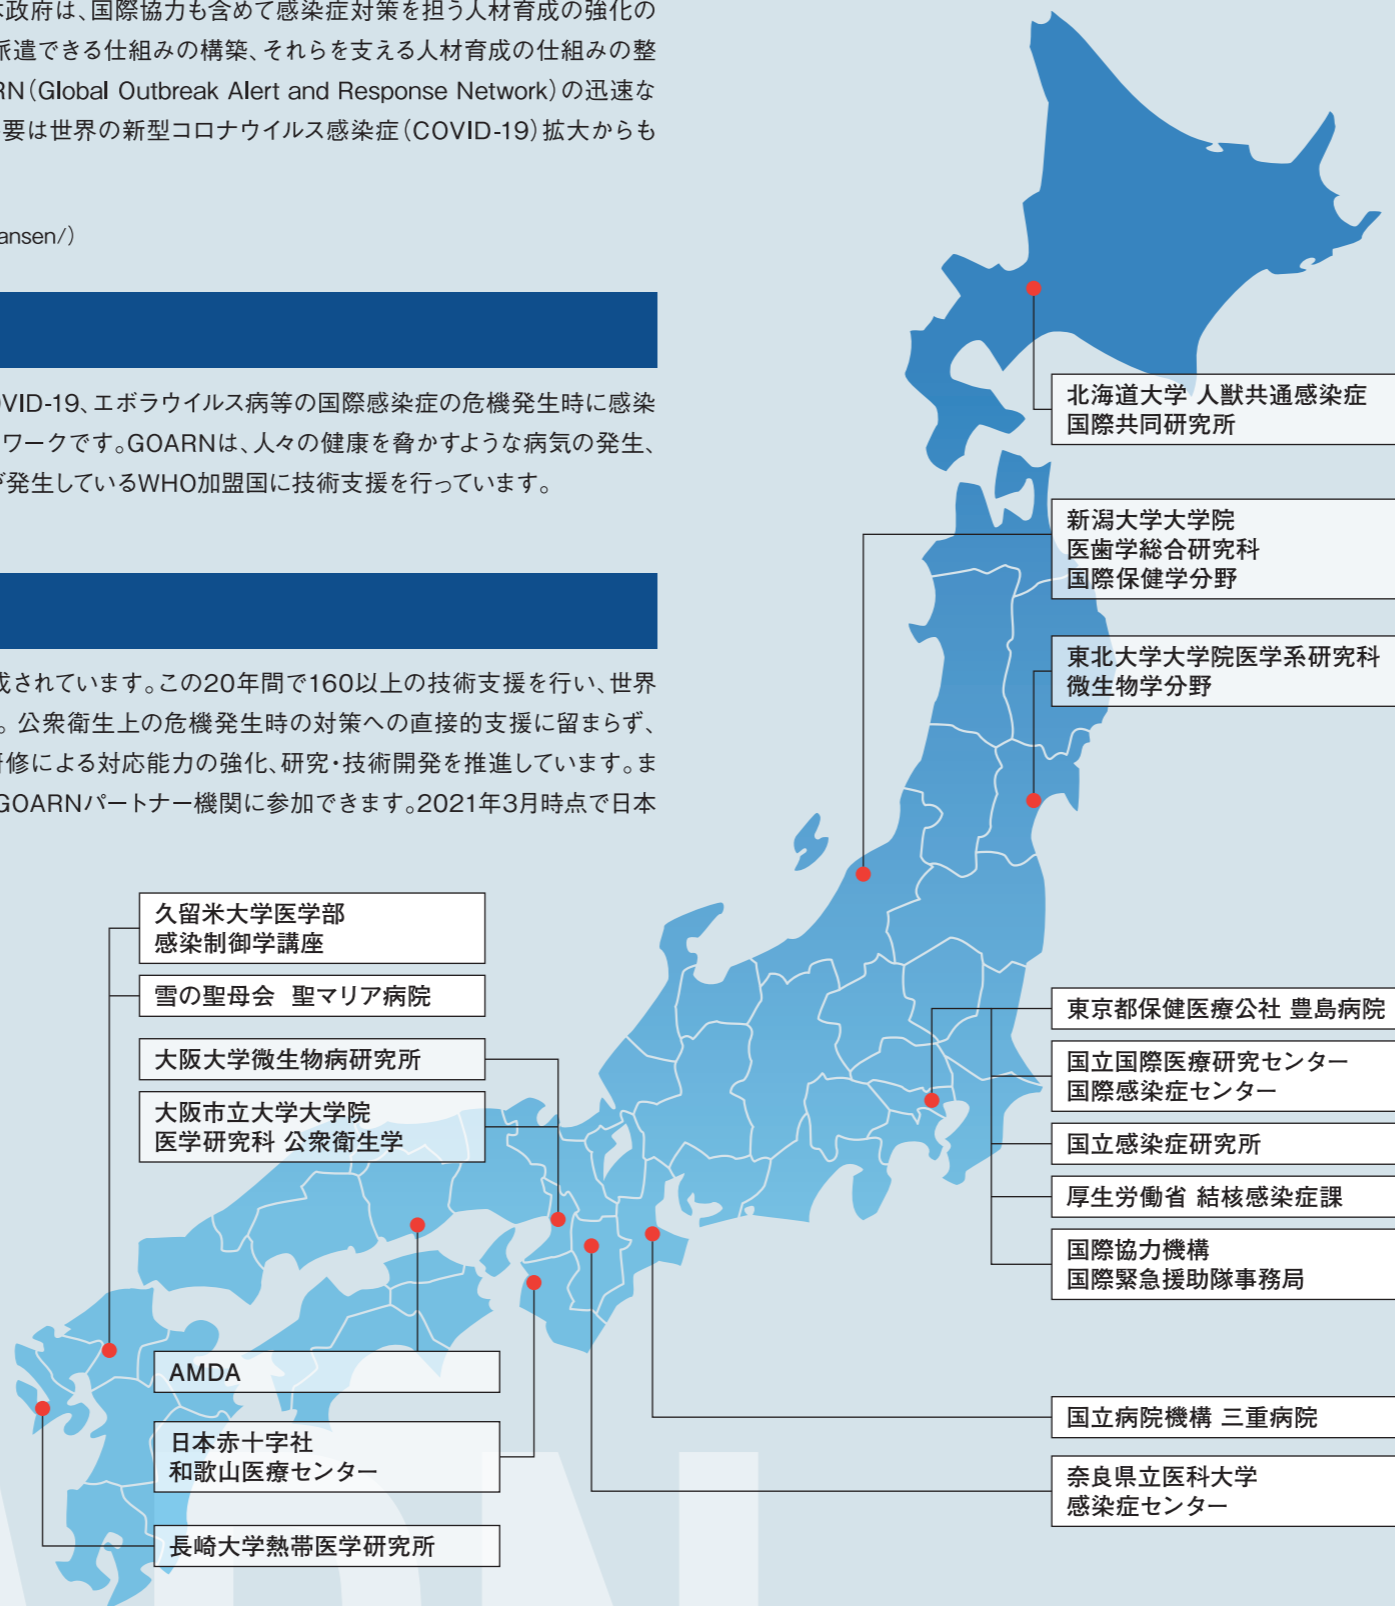 本政府は、国際協力も含めて感染症対策を担う人材育成の強化の
派遣できる仕組みの構築、それらを支える人材育成の仕組みの整
RN(Global Outbreak Alert and Response Network)の迅速な
要は世界の新型コロナウイルス感染症(COVID-19)拡大からも
ansen/)
OVID-19、エボラウイルス病等の国際感染症の危機発生時に感染
ワークです。GOARNは、人々の健康を脅かすような病気の発生、
が発生しているWHO加盟国に技術支援を行っています。
成されています。この20年間で160以上の技術支援を行い、世界
。公衆衛生上の危機発生時の対策への直接的支援に留まらず、
研修による対応能力の強化、研究・技術開発を推進しています。ま
GOARNパートナー機関に参加できます。2021年3月時点で日本
北海道大学 人獣共通感染症
国際共同研究所
新潟大学大学院
医歯学総合研究科
国際保健学分野
東北大学大学院医学系研究科
微生物学分野
久留米大学医学部
感染制御学講座
雪の聖母会 聖マリア病院
大阪大学微生物病研究所
大阪市立大学大学院
医学研究科 公衆衛生学
東京都保健医療公社 豊島病院
国立国際医療研究センター
国際感染症センター
国立感染症研究所
厚生労働省 結核感染症課
国際協力機構
国際緊急援助隊事務局
AMDA
日本赤十字社
和歌山医療センター
長崎大学熱帯医学研究所
国立病院機構 三重病院
奈良県立医科大学
感染症センター